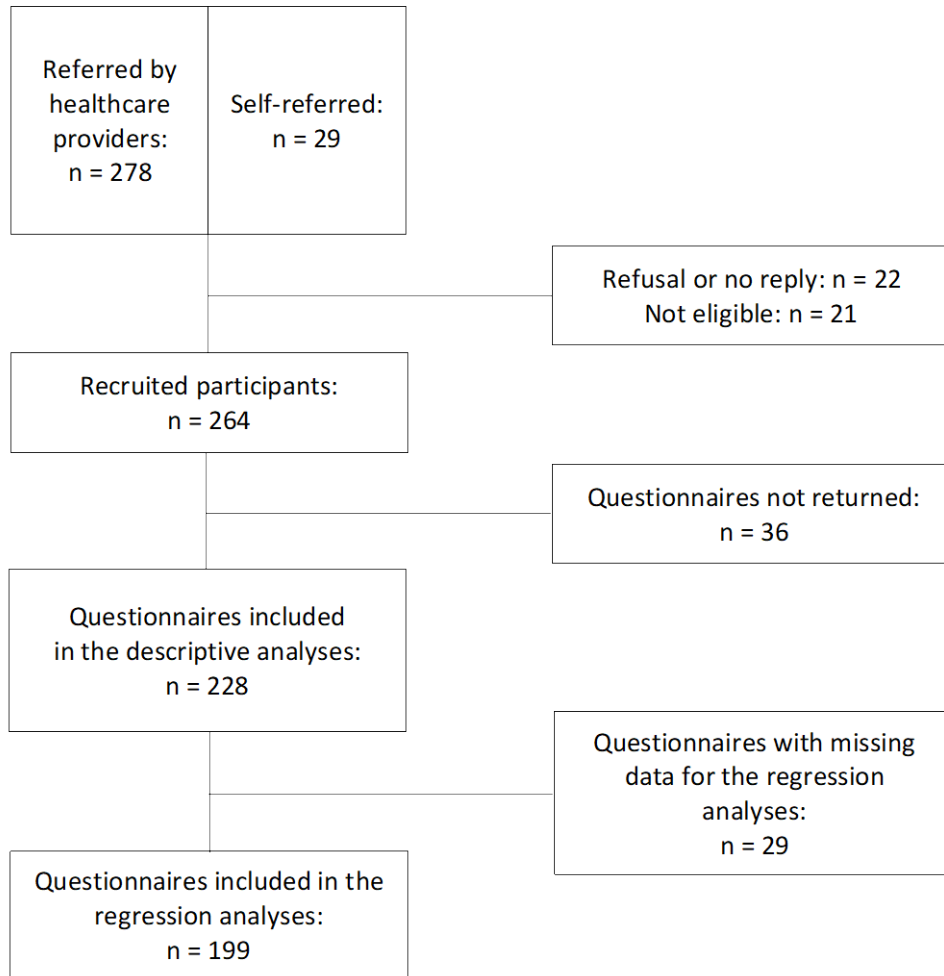 Referred by
healthcare
providers:
n = 278
Self-referred:
n = 29
Refusal or no reply: n = 22
Not eligible: n = 21
Recruited participants:
n = 264
Questionnaires not returned:
n = 36
Questionnaires included
in the descriptive analyses:
n = 228
Questionnaires with missing
data for the regression
analyses:
n = 29
Questionnaires included in the
regression analyses:
n = 199